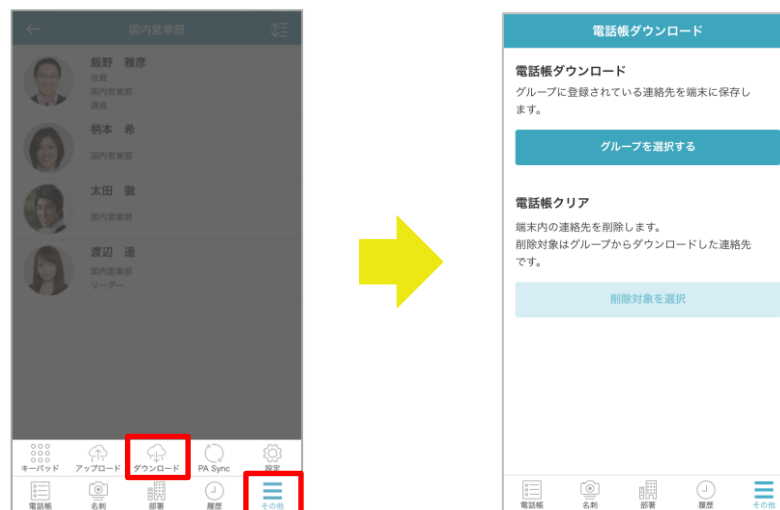 国内営業部
飯野 雅彦
役員
国内営業部
課長
柄本 希
国内営業部
太田 徹
国内営業部
渡辺 遥
国内営業部
リーダー
キーパッド
アップロード
ダウンロード
PA Sync
設定
電話帳
名刺
部署
履歴
その他
電話帳ダウンロード
電話帳ダウンロード
グループに登録されている連絡先を端末に保存し
ます。
グループを選択する
電話帳クリア
端末内の連絡先を削除します。
削除対象はグループからダウンロードした連絡先
です。
削除対象を選択
電話帳
名刺
部署
履歴
その他